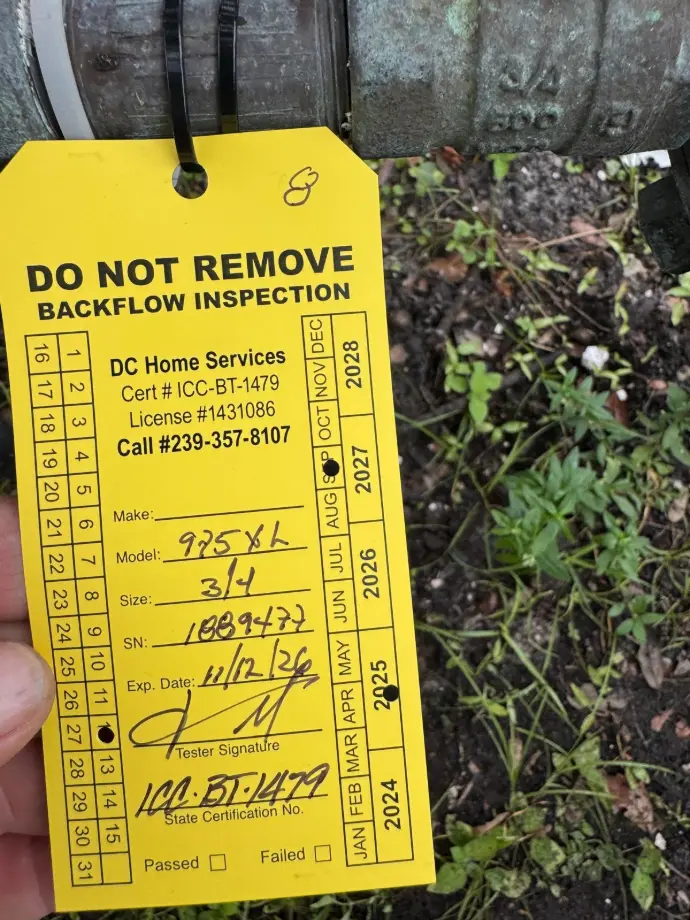 3/4
600
8
DO NOT REMOVE
BACKFLOW INSPECTION
DC Home Services
Cert # ICC-BT-1479
License #1431086
Call #239-357-8107
Make:
Model: 975XL
Size: 3/4
SN: 1889477
Exp. Date: 11/12/26
Tester Signature
ICC-BT-1479
State Certification No.
Passed
Failed
16 1
17 2
18 3
19 4
20 5
21 6
22 7
23 8
24 9
25 10
26 11
27
28 13
29 14
30 15
31
JAN FEB MAR APR MAY JUN JUL AUG SEP OCT NOV DEC
2024 2025 2026 2027 2028